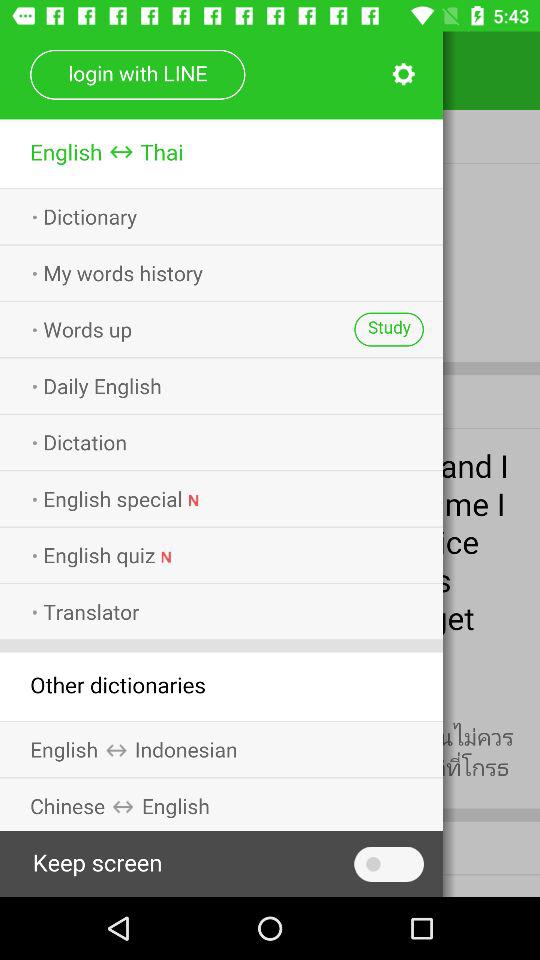 5:43
login with LINE
English ↔ Thai
• Dictionary
• My words history
• Words up
Study
• Daily English
• Dictation
• English special N
• English quiz N
• Translator
Other dictionaries
English ↔ Indonesian
Chinese ↔ English
Keep screen
and I
me I
ice
s
get
นไม่ควร
ที่โกรธ